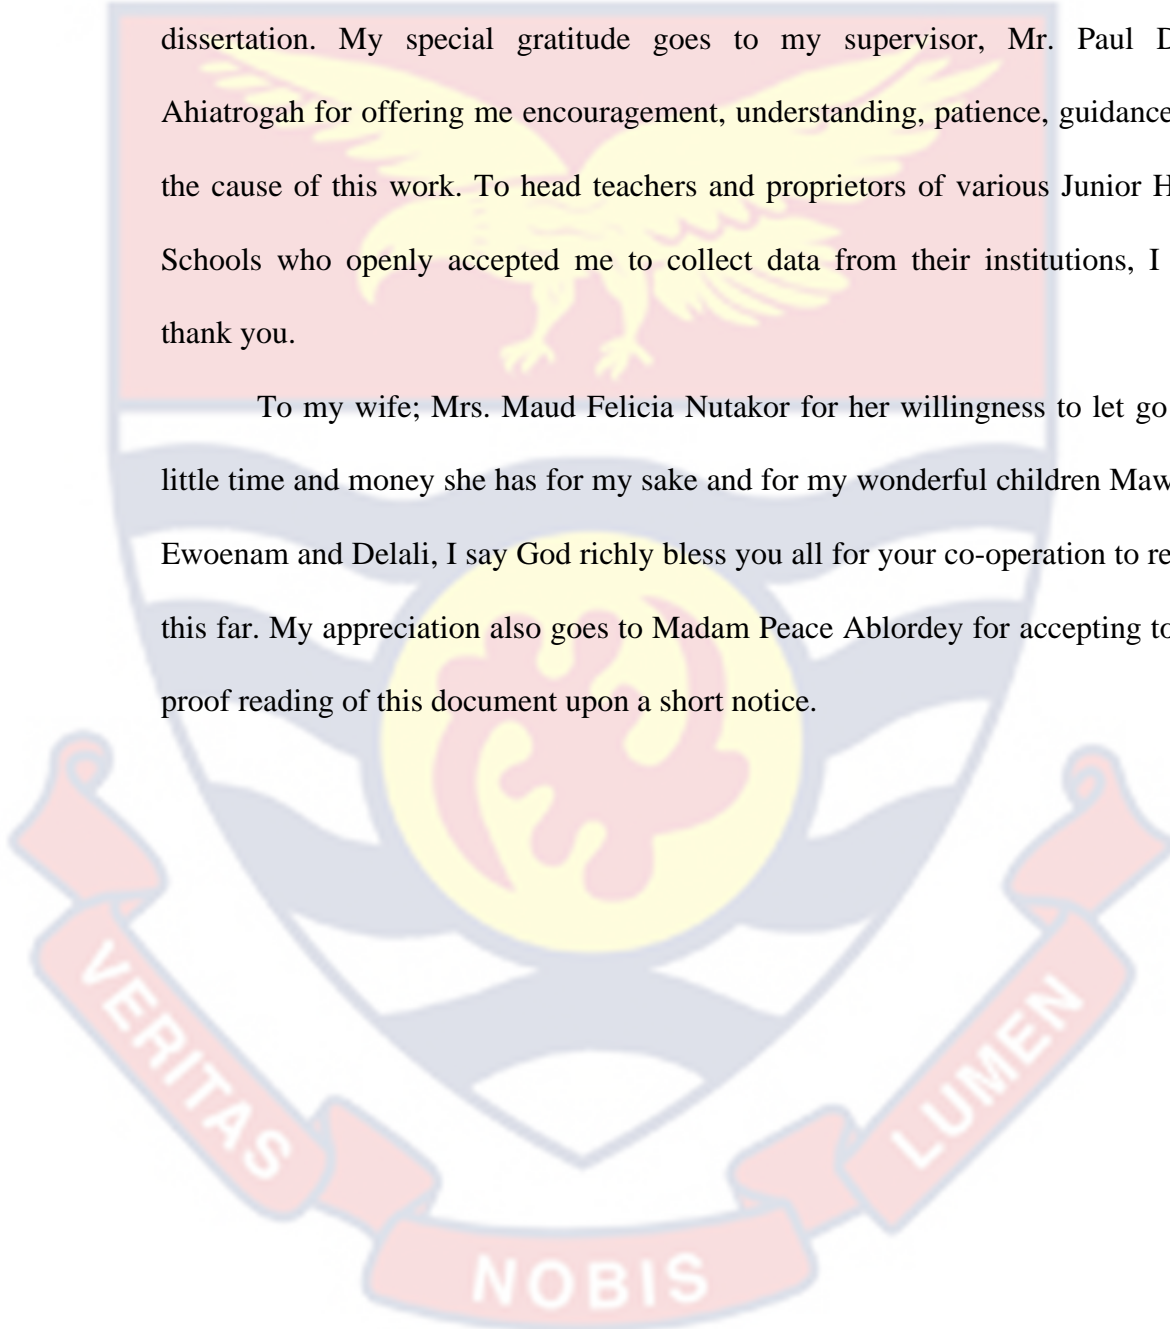 dissertation. My special gratitude goes to my supervisor, Mr. Paul D
Ahiatrogah for offering me encouragement, understanding, patience, guidance
the cause of this work. To head teachers and proprietors of various Junior H
Schools who openly accepted me to collect data from their institutions, I
thank you.
To my wife; Mrs. Maud Felicia Nutakor for her willingness to let go
little time and money she has for my sake and for my wonderful children Maw
Ewoenam and Delali, I say God richly bless you all for your co-operation to re
this far. My appreciation also goes to Madam Peace Ablordey for accepting to
proof reading of this document upon a short notice.
VERITAS
NOBIS
LUMEN